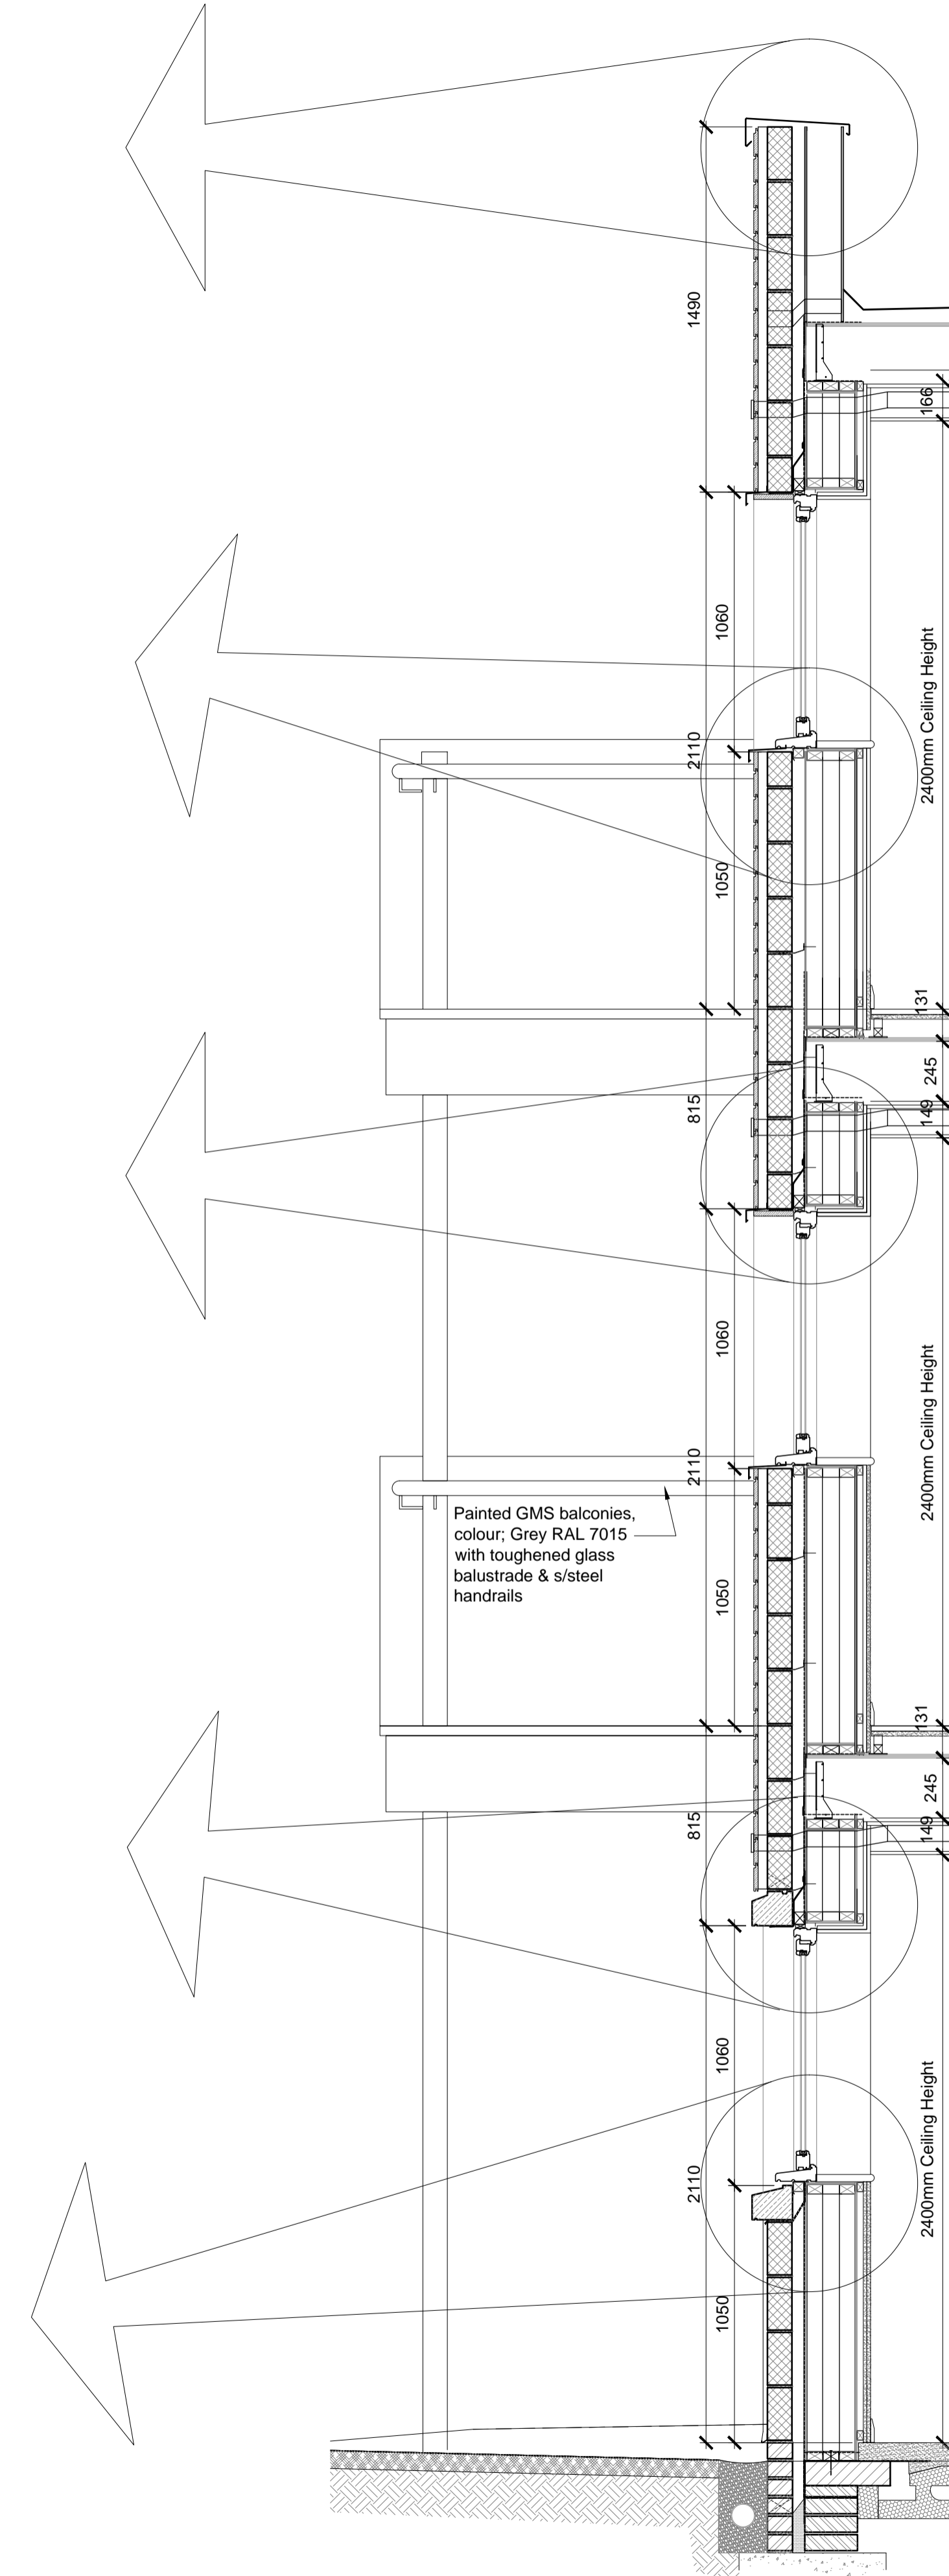 1490
166
1060
2400mm Ceiling Height
2110
1050
131
245
815
149
1060
2400mm Ceiling Height
2110
Painted GMS balconies,
colour; Grey RAL 7015
with toughened glass
balustrade & s/steel
handrails
1050
131
245
815
149
1060
2400mm Ceiling Height
2110
1050